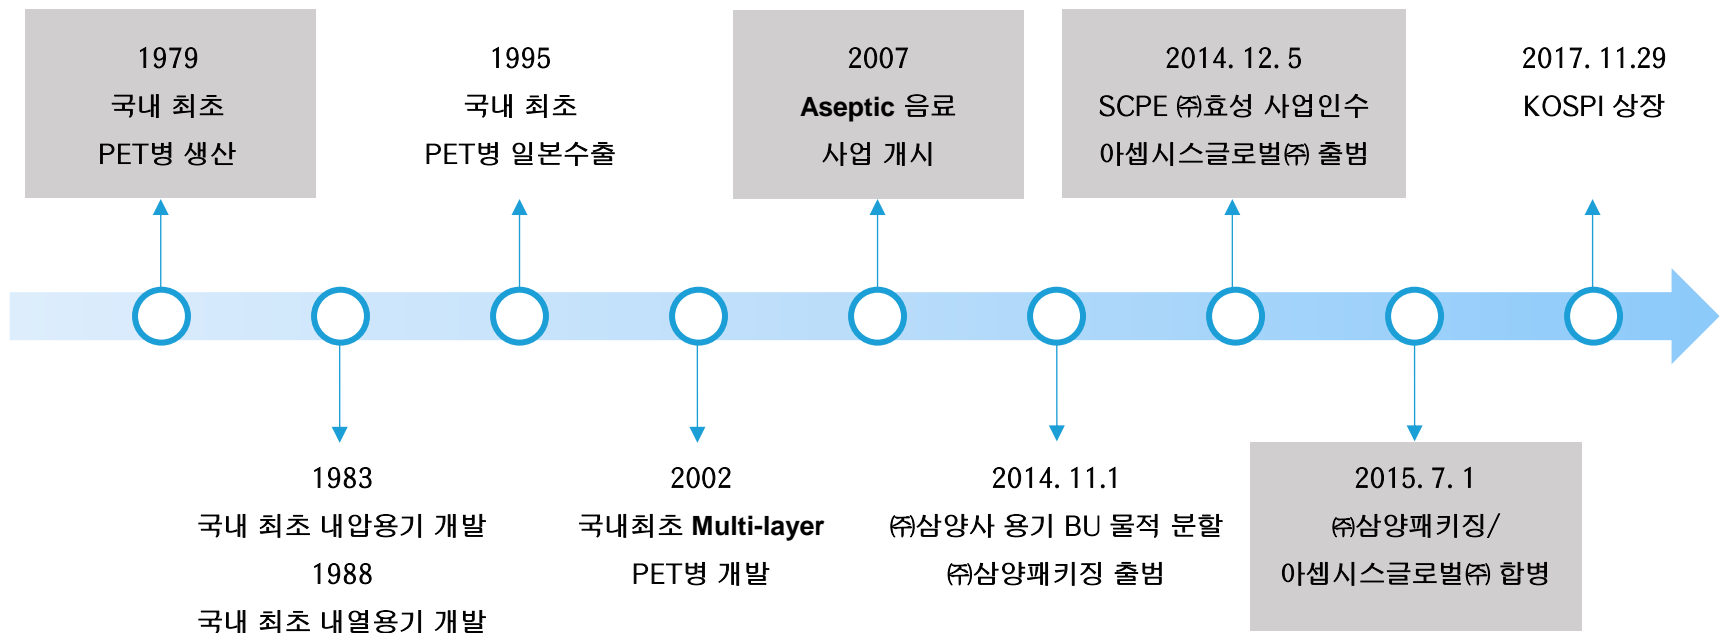 1979
국내 최초
PET병 생산
1995
국내 최초
PET병 일본수출
2007
Aseptic 음료
사업 개시
2014. 12. 5
SCPE ㈜효성 사업인수
아셉시스글로벌㈜ 출범
2017. 11.29
KOSPI 상장
1983
국내 최초 내압용기 개발
1988
국내 최초 내열용기 개발
2002
국내최초 Multi-layer
PET병 개발
2014. 11.1
㈜삼양사 용기 BU 물적 분할
㈜삼양패키징 출범
2015. 7. 1
㈜삼양패키징/
아셉시스글로벌㈜ 합병